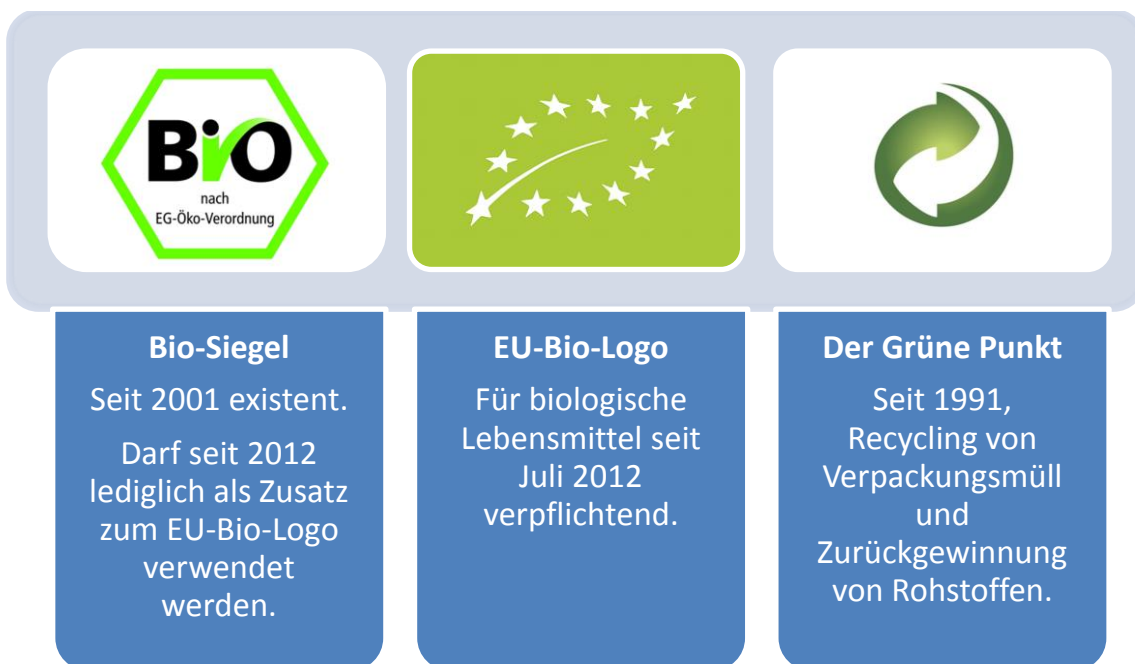 BiO
nach
EG-Öko-Verordnung
Bio-Siegel
Seit 2001 existent.
Darf seit 2012
lediglich als Zusatz
zum EU-Bio-Logo
verwendet
werden.
EU-Bio-Logo
Für biologische
Lebensmittel seit
Juli 2012
verpflichtend.
Der Grüne Punkt
Seit 1991,
Recycling von
Verpackungsmüll
und
Zurückgewinnung
von Rohstoffen.